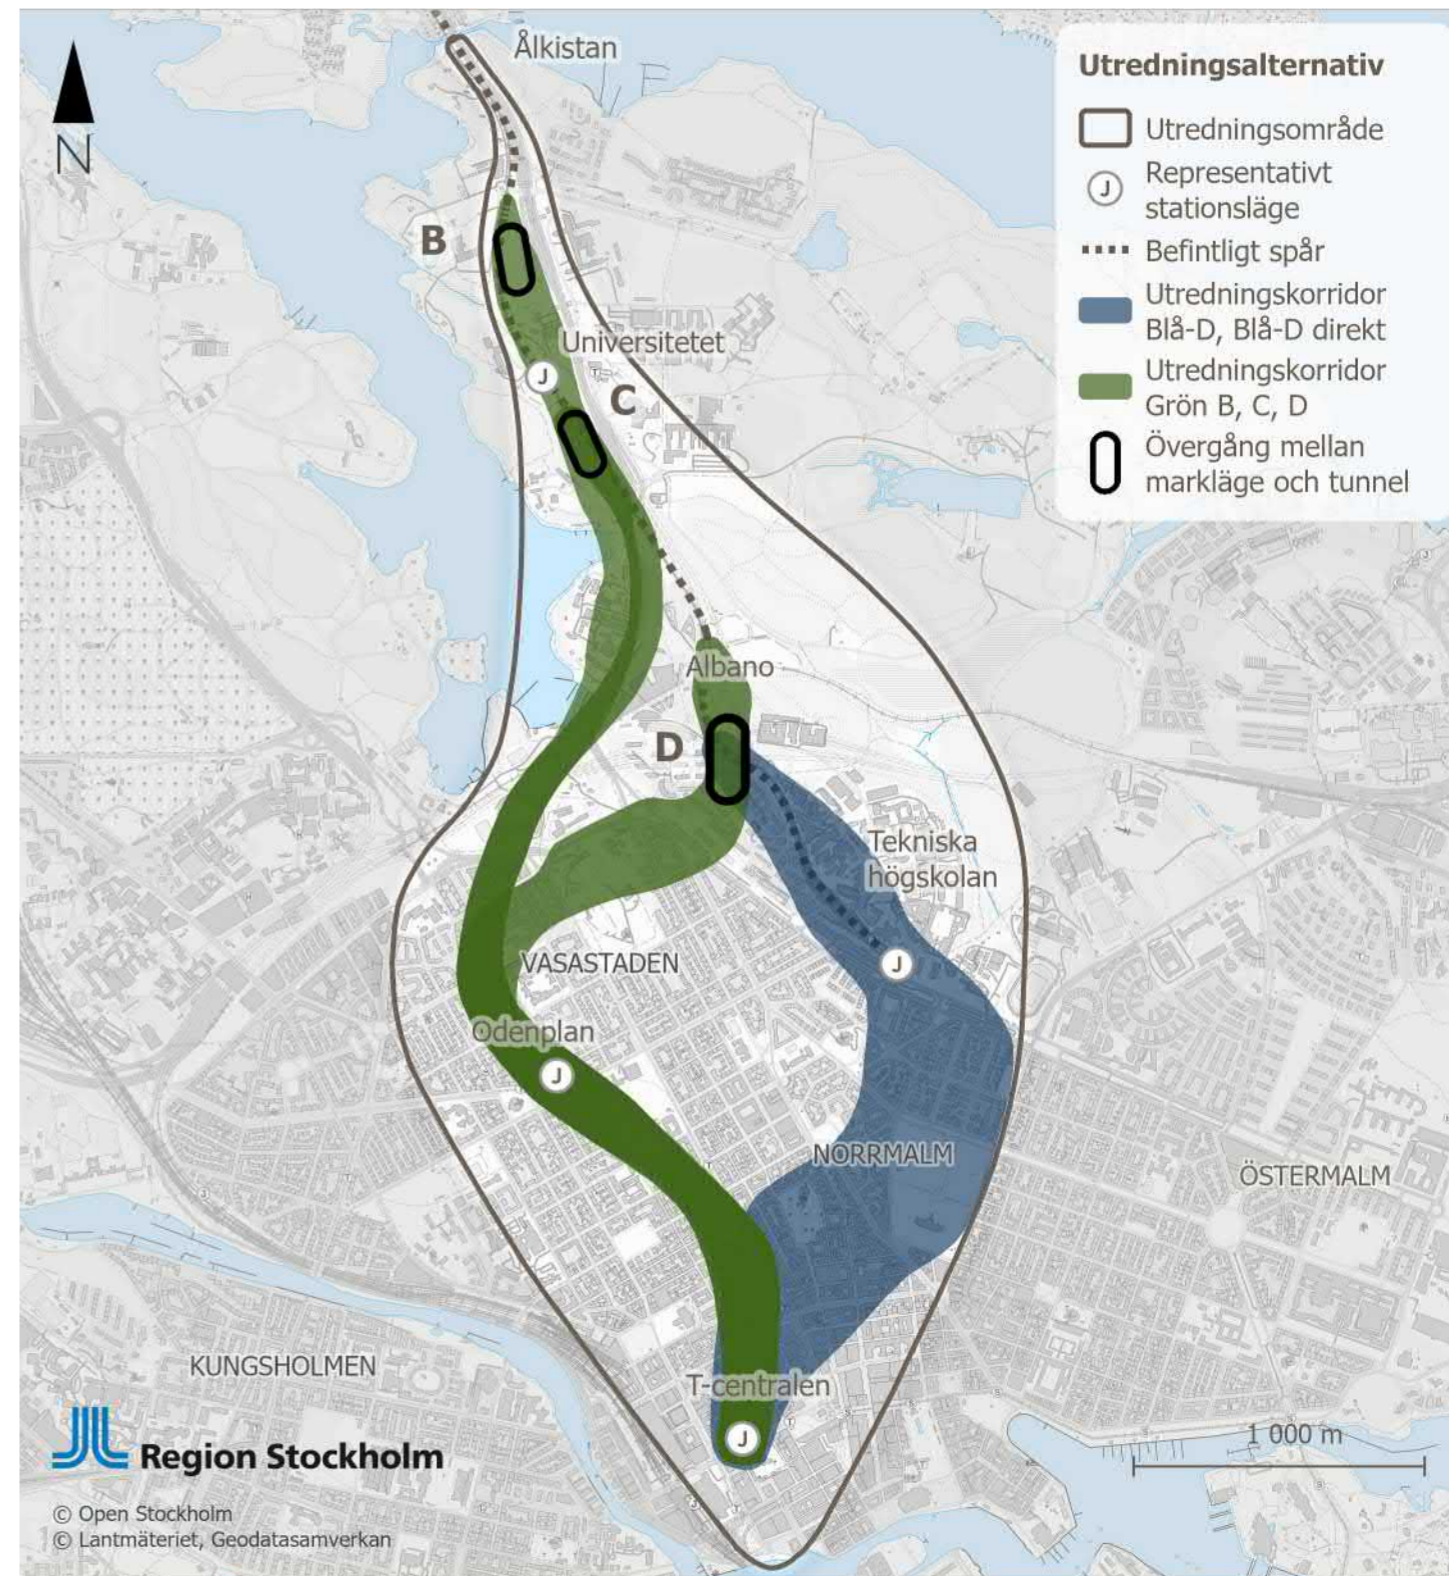 Ålkistan
N
B
Universitetet
J
C
Albano
D
Tekniska
högskolan
J
VASASTADEN
Odenplan
J
NORRMALM
ÖSTERMALM
KUNGSHOLMEN
T-centralen
J
1 000 m
Utredningsalternativ
Utredningsområde
J
Representativt
stationsläge
Befintligt spår
Utredningskorridor
Blå-D, Blå-D direkt
Utredningskorridor
Grön B, C, D
Övergång mellan
markläge och tunnel
Region Stockholm
© Open Stockholm
© Lantmäteriet, Geodatasamverkan